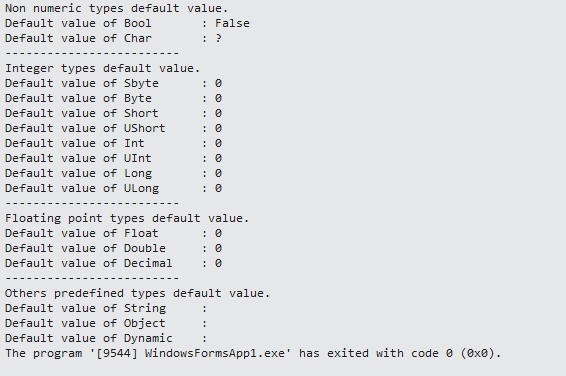 Non numeric types default value.
Default value of Bool       : False
Default value of Char       : ?
--------------------------
Integer types default value.
Default value of Sbyte      : 0
Default value of Byte       : 0
Default value of Short      : 0
Default value of UShort     : 0
Default value of Int        : 0
Default value of UInt       : 0
Default value of Long       : 0
Default value of ULong      : 0
--------------------------
Floating point types default value.
Default value of Float      : 0
Default value of Double     : 0
Default value of Decimal    : 0
--------------------------
Others predefined types default value.
Default value of String     :
Default value of Object     :
Default value of Dynamic    :
The program '[9544] WindowsFormsApp1.exe' has exited with code 0 (0x0).